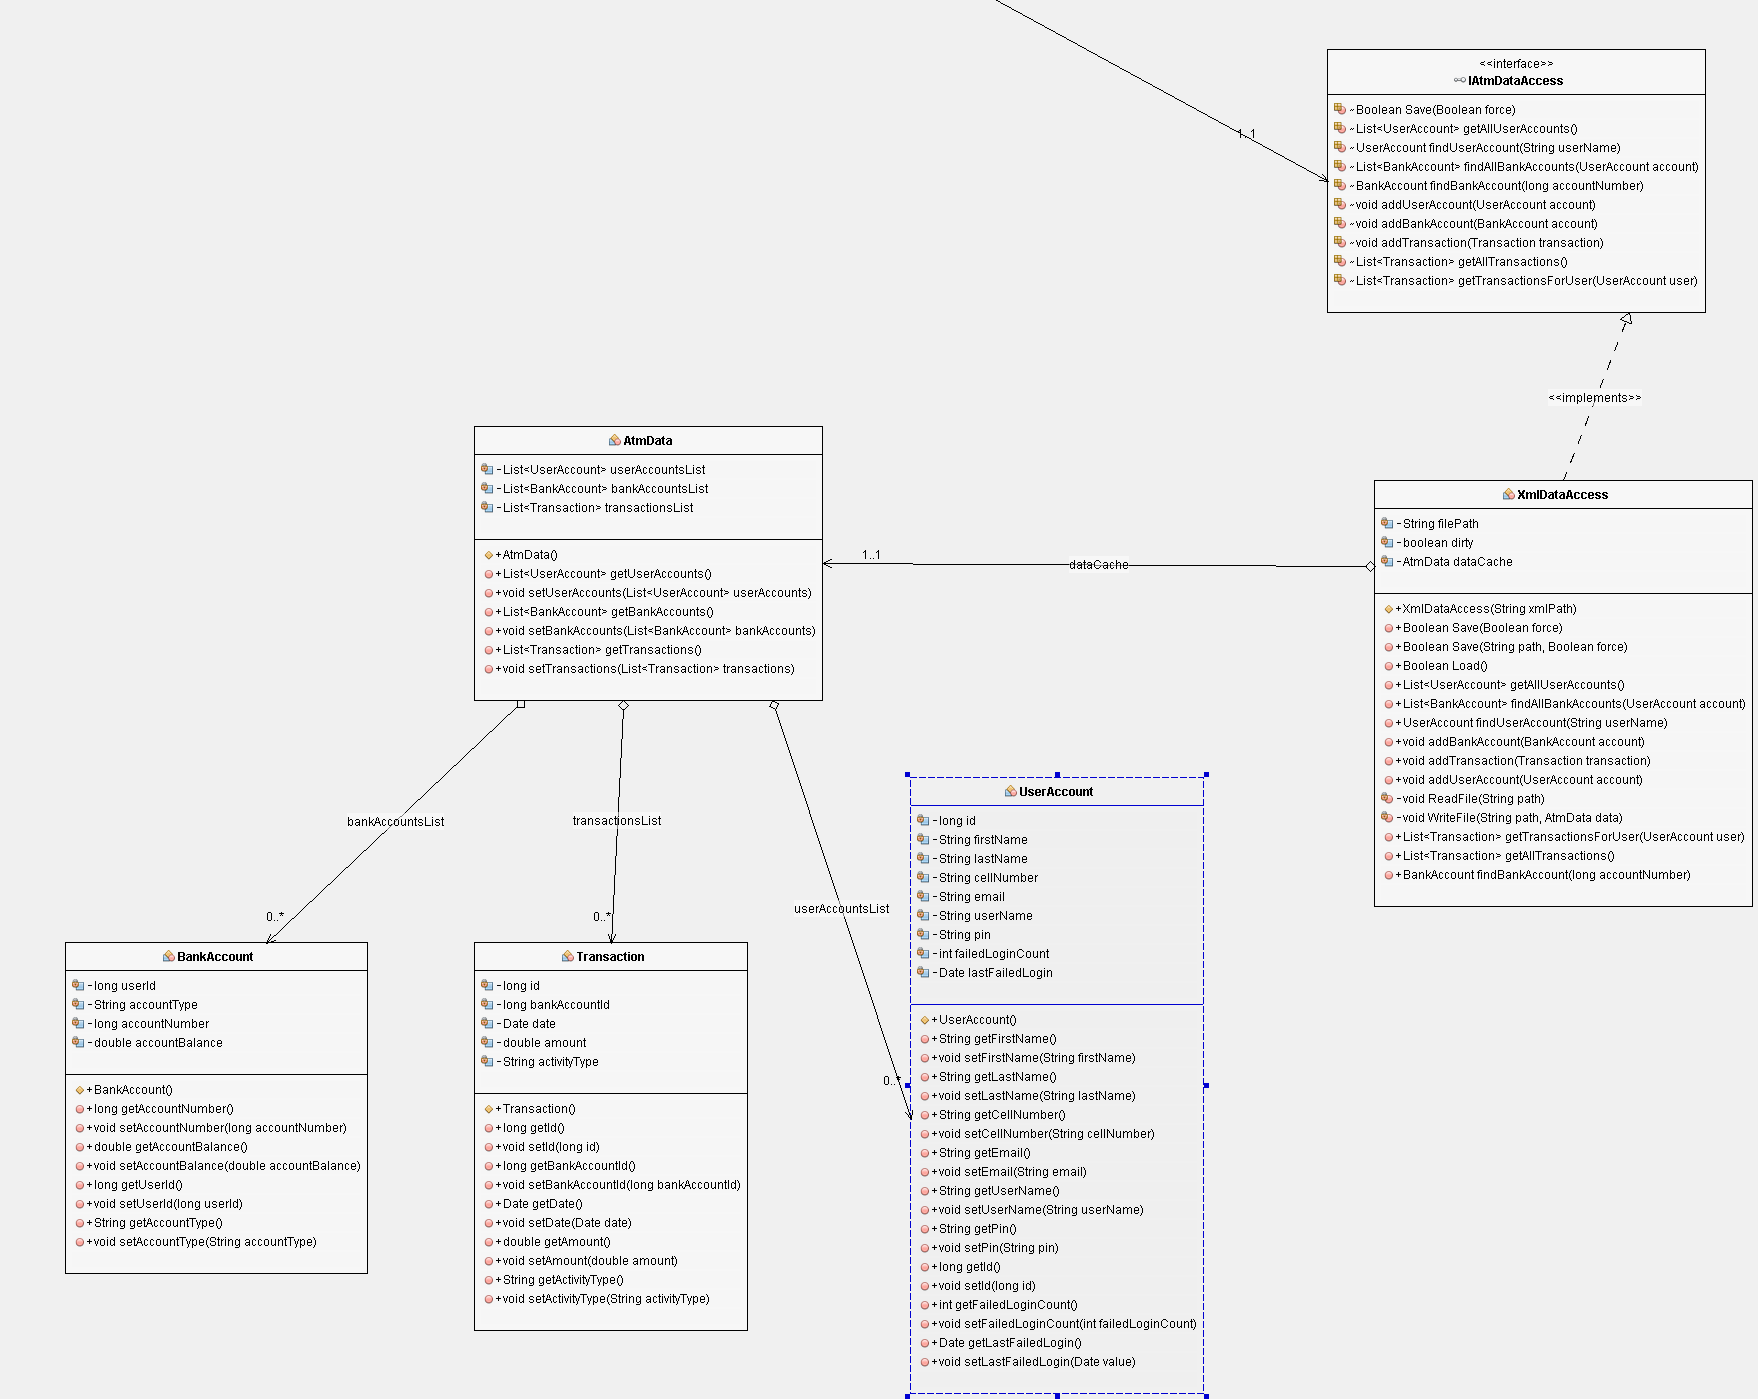 <<interface>>
IAtmDataAccess
~Boolean Save(Boolean force)
~List<UserAccount> getAllUserAccounts()
~UserAccount findUserAccount(String userName)
~List<BankAccount> findAllBankAccounts(UserAccount account)
~BankAccount findBankAccount(long accountNumber)
~void addUserAccount(UserAccount account)
~void addBankAccount(BankAccount account)
~void addTransaction(Transaction transaction)
~List<Transaction> getAllTransactions()
~List<Transaction> getTransactionsForUser(UserAccount user)
1..1
<<implements>>
AtmData
-List<UserAccount> userAccountsList
-List<BankAccount> bankAccountsList
-List<Transaction> transactionsList
+AtmData()
+List<UserAccount> getUserAccounts()
+void setUserAccounts(List<UserAccount> userAccounts)
+List<BankAccount> getBankAccounts()
+void setBankAccounts(List<BankAccount> bankAccounts)
+List<Transaction> getTransactions()
+void setTransactions(List<Transaction> transactions)
1..1
dataCache
XmlDataAccess
-String filePath
-boolean dirty
-AtmData dataCache
+XmlDataAccess(String xmlPath)
+Boolean Save(Boolean force)
+Boolean Save(String path, Boolean force)
+Boolean Load()
+List<UserAccount> getAllUserAccounts()
+List<BankAccount> findAllBankAccounts(UserAccount account)
+UserAccount findUserAccount(String userName)
+void addBankAccount(BankAccount account)
+void addTransaction(Transaction transaction)
+void addUserAccount(UserAccount account)
-void ReadFile(String path)
-void WriteFile(String path, AtmData data)
+List<Transaction> getTransactionsForUser(UserAccount user)
+List<Transaction> getAllTransactions()
+BankAccount findBankAccount(long accountNumber)
bankAccountsList
0..*
transactionsList
0..*
userAccountsList
0..*
BankAccount
-long userId
-String accountType
-long accountNumber
-double accountBalance
+BankAccount()
+long getAccountNumber()
+void setAccountNumber(long accountNumber)
+double getAccountBalance()
+void setAccountBalance(double accountBalance)
+long getUserId()
+void setUserId(long userId)
+String getAccountType()
+void setAccountType(String accountType)
Transaction
-long id
-long bankAccountId
-Date date
-double amount
-String activityType
+Transaction()
+long getId()
+void setId(long id)
+long getBankAccountId()
+void setBankAccountId(long bankAccountId)
+Date getDate()
+void setDate(Date date)
+double getAmount()
+void setAmount(double amount)
+String getActivityType()
+void setActivityType(String activityType)
UserAccount
-long id
-String firstName
-String lastName
-String cellNumber
-String email
-String userName
-String pin
-int failedLoginCount
-Date lastFailedLogin
+UserAccount()
+String getFirstName()
+void setFirstName(String firstName)
+String getLastName()
+void setLastName(String lastName)
+String getCellNumber()
+void setCellNumber(String cellNumber)
+String getEmail()
+void setEmail(String email)
+String getUserName()
+void setUserName(String userName)
+String getPin()
+void setPin(String pin)
+long getId()
+void setId(long id)
+int getFailedLoginCount()
+void setFailedLoginCount(int failedLoginCount)
+Date getLastFailedLogin()
+void setLastFailedLogin(Date value)